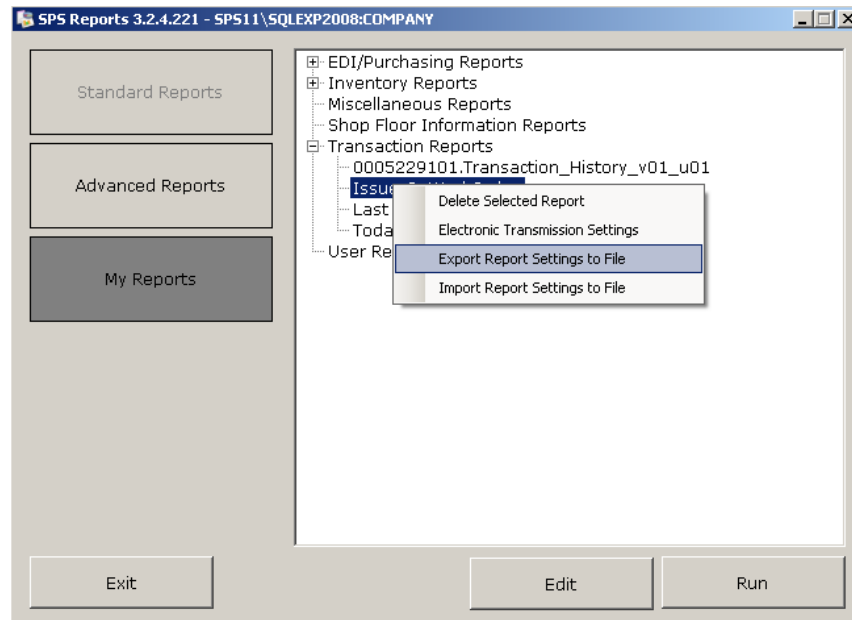 SPS Reports 3.2.4.221 - SPS11\SQLEXP2008:COMPANY
Standard Reports
Advanced Reports
My Reports
EDI/Purchasing Reports
Inventory Reports
Miscellaneous Reports
Shop Floor Information Reports
Transaction Reports
0005229101.Transaction_History_v01_u01
Last
User Re
Delete Selected Report
Electronic Transmission Settings
Export Report Settings to File
Import Report Settings to File
Exit
Edit
Run